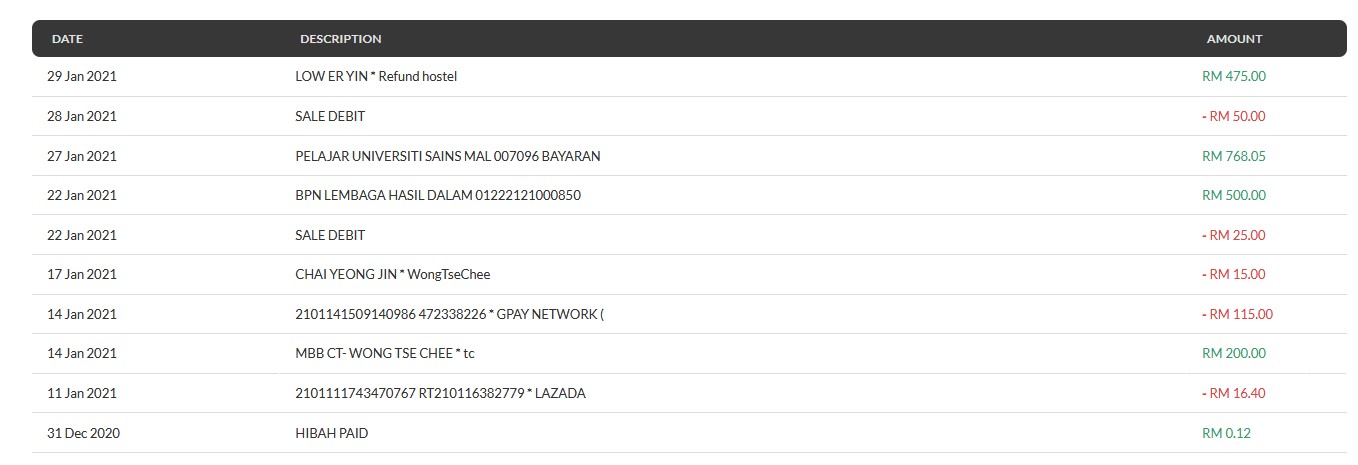 DATE DESCRIPTION AMOUNT
29 Jan 2021 LOW ER YIN * Refund hostel RM 475.00
28 Jan 2021 SALE DEBIT - RM 50.00
27 Jan 2021 PELAJAR UNIVERSITI SAINS MAL 007096 BAYARAN RM 768.05
22 Jan 2021 BPN LEMBAGA HASIL DALAM 01222121000850 RM 500.00
22 Jan 2021 SALE DEBIT - RM 25.00
17 Jan 2021 CHAI YEONG JIN * WongTseChee - RM 15.00
14 Jan 2021 2101141509140986 472338226 * GPAY NETWORK ( - RM 115.00
14 Jan 2021 MBB CT- WONG TSE CHEE * tc RM 200.00
11 Jan 2021 2101111743470767 RT210116382779 * LAZADA - RM 16.40
31 Dec 2020 HIBAH PAID RM 0.12